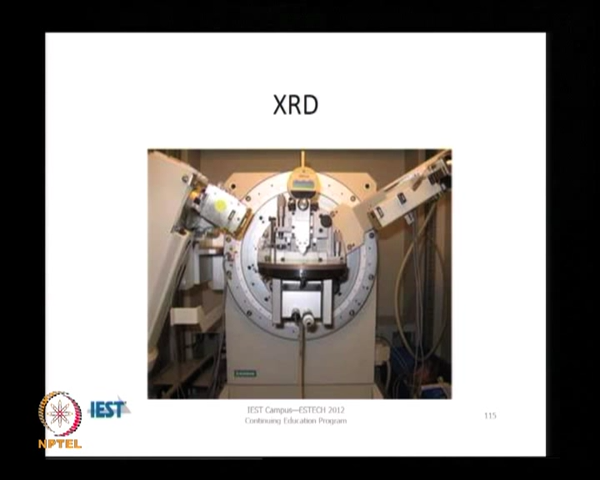 XRD
IEST
NPTEL
IEST Campus—ESTECH 2012
Continuing Education Program
115